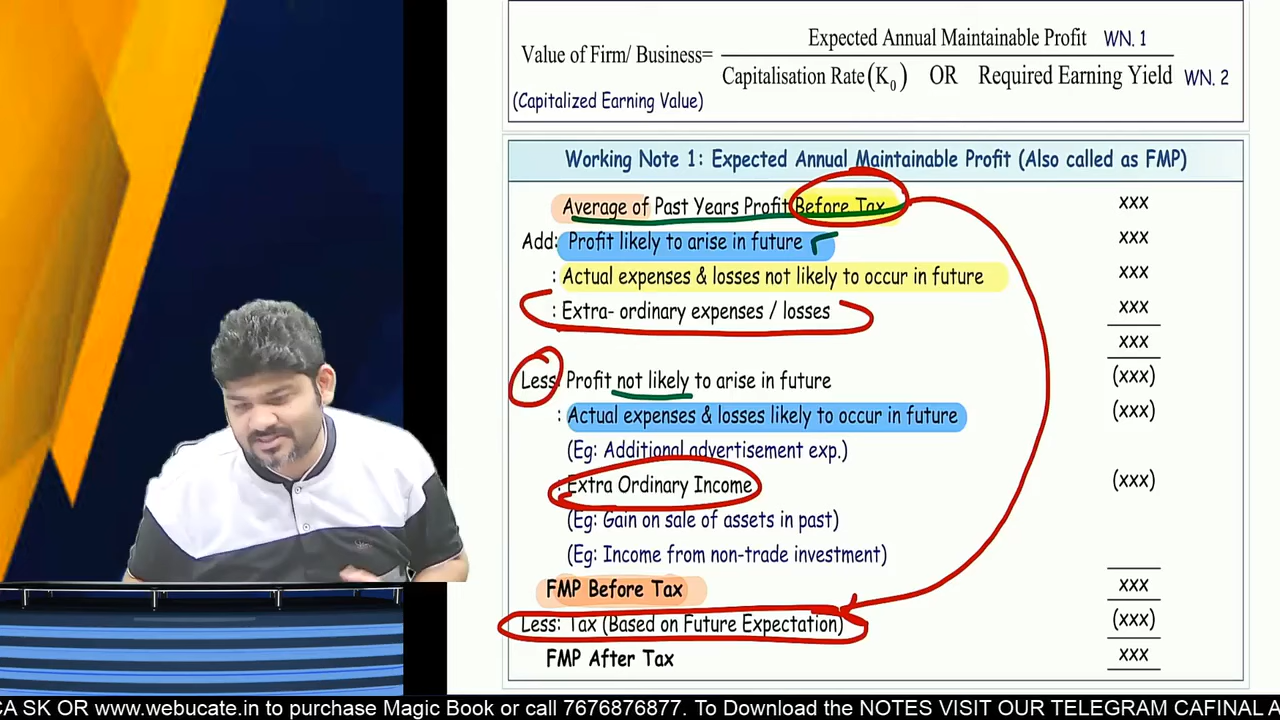 Expected Annual Maintainable Profit WN. 1
Value of Firm/ Business=
Capitalisation Rate (K0) OR Required Earning Yield WN. 2
(Capitalized Earning Value)
Working Note 1: Expected Annual Maintainable Profit (Also called as FMP)
Average of Past Years Profit Before Tax xxx
Add: Profit likely to arise in future xxx
: Actual expenses & losses not likely to occur in future xxx
: Extra- ordinary expenses / losses xxx
xxx
Less: Profit not likely to arise in future (xxx)
: Actual expenses & losses likely to occur in future (xxx)
(Eg: Additional advertisement exp.)
: Extra Ordinary Income (xxx)
(Eg: Gain on sale of assets in past)
(Eg: Income from non-trade investment)
FMP Before Tax xxx
Less: Tax (Based on Future Expectation) (xxx)
FMP After Tax xxx
CA SK OR www.webucate.in to purchase Magic Book or call 7676876877. To Download the NOTES VISIT OUR TELEGRAM CAFINAL A